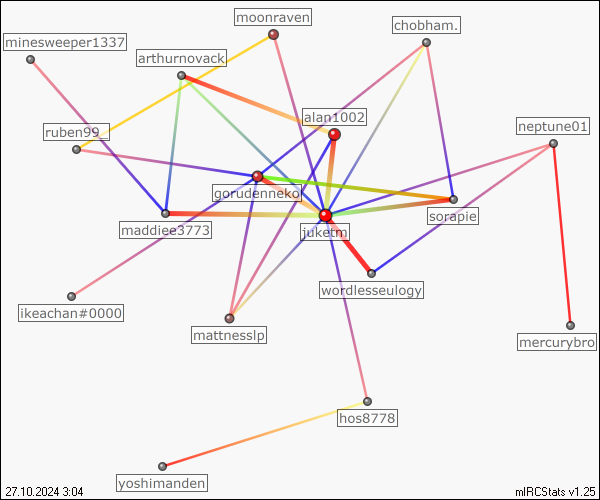 moonraven
chobham.
minesweeper1337
arthurnovack
alan1002
neptune01
ruben99_
gorudenneko
sorapie
maddiee3773
juketm
wordlesseulogy
ikeachan#0000
mattnesslp
mercurybro
hos8778
yoshimanden
27.10.2024 3:04
mIRCStats v1.25